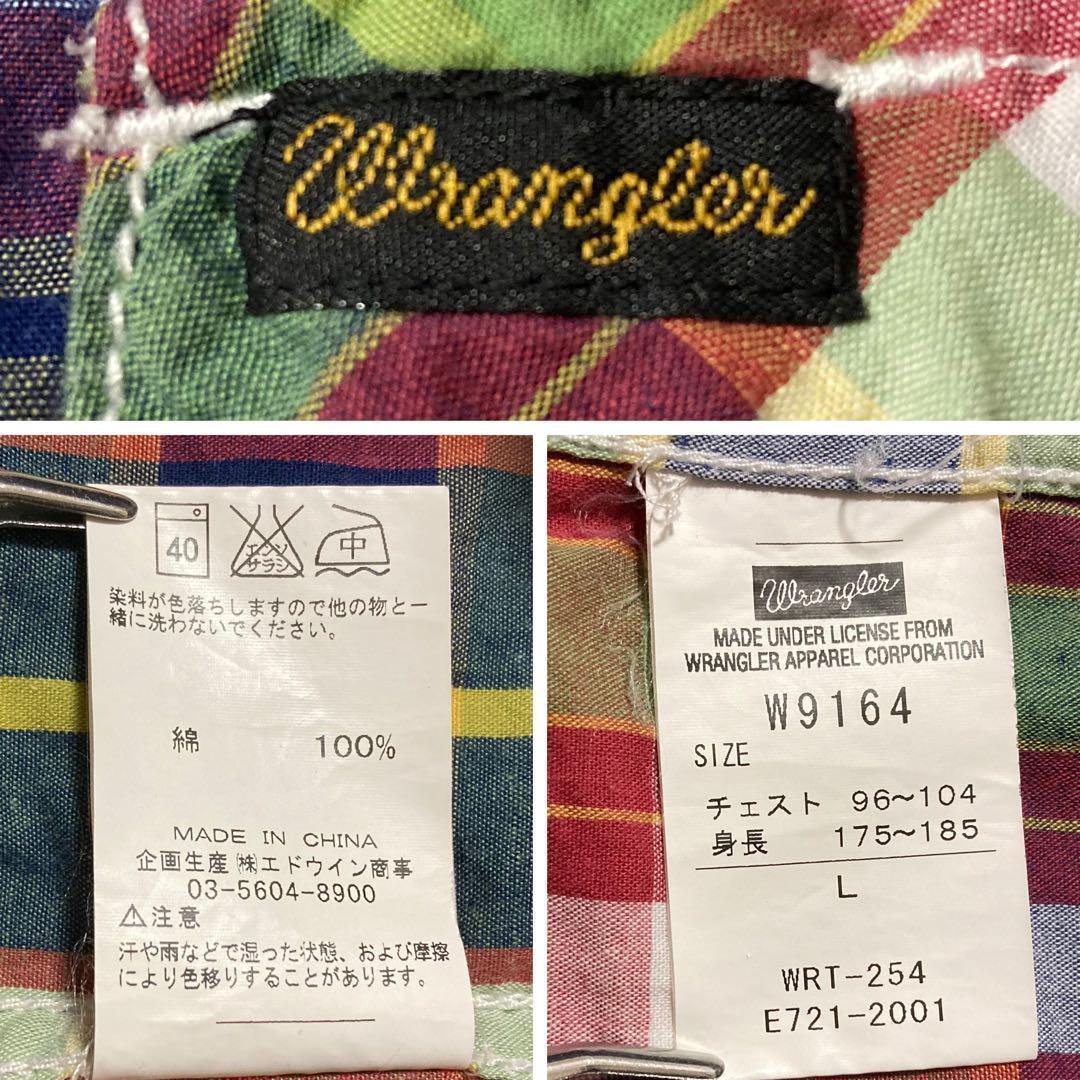 Wrangler
40
エンソ
サラシ
中
染料が色落ちしますので他の物と一
緒に洗わないでください。
綿 100%
MADE IN CHINA
企画生産 ㈱エドウイン商事
03-5604-8900
⚠注意
汗や雨などで湿った状態、および摩擦
により色移りすることがあります。
Wrangler
MADE UNDER LICENSE FROM
WRANGLER APPAREL CORPORATION
W9164
SIZE
チェスト 96~104
身長 175~185
L
WRT-254
E721-2001